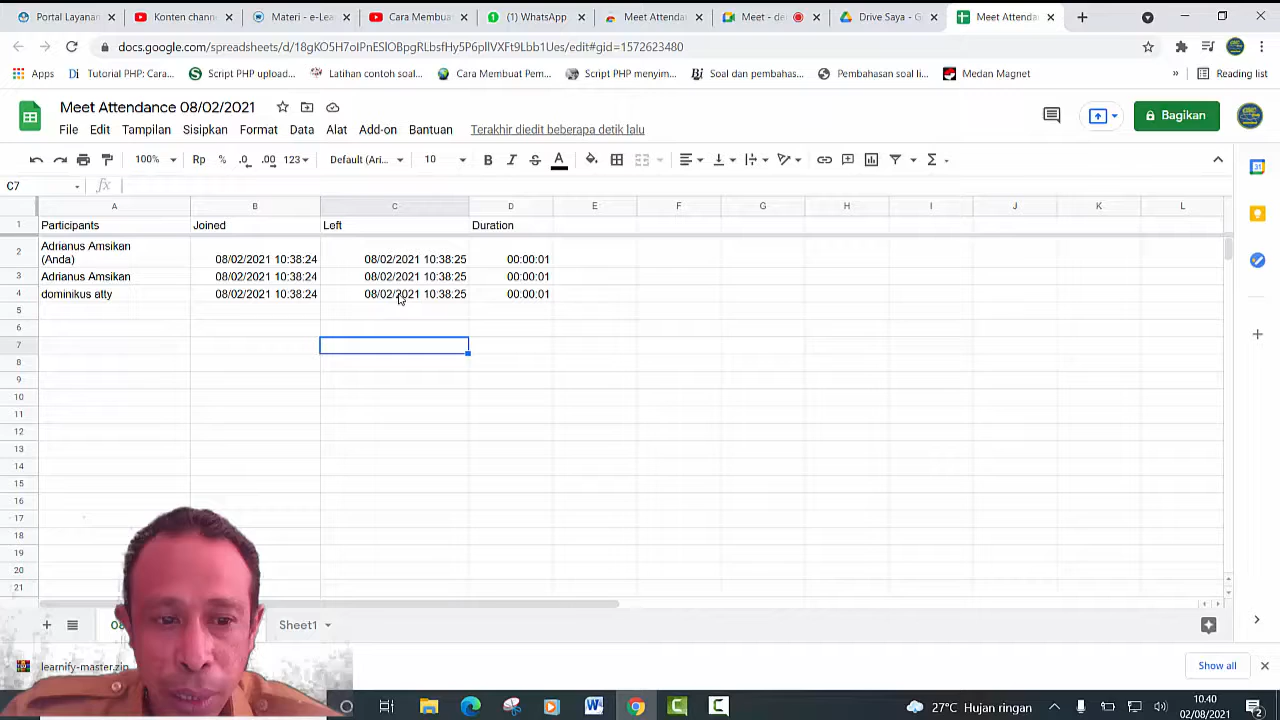 Portal Layanan
Konten chann
Materi - e-Lea
Cara Membua
(1) WhatsApp
Meet Attenda
Meet - de
Drive Saya - G
Meet Attenda
docs.google.com/spreadsheets/d/
Apps
Tutorial PHP: Cara...
Script PHP upload...
Latihan contoh soal...
Cara Membuat Pem...
Script PHP menyim...
Soal dan pembahas...
Pembahasan soal li...
Medan Magnet
»
Reading list
Meet Attendance 08/02/2021
File Edit Tampilan Sisipkan Format Data Alat Add-on Bantuan
Terakhir diedit beberapa detik lalu
Bagikan
100% Rp % .0 .00 123 Default (Ari... 10 B I S A
C7
fx
A B C D E F G H I J K L
1 Participants Joined Left Duration
Adrianus Amsikan
2 (Anda) 08/02/2021 10:38:24 08/02/2021 10:38:25 00:00:01
3 Adrianus Amsikan 08/02/2021 10:38:24 08/02/2021 10:38:25 00:00:01
4 dominikus atty 08/02/2021 10:38:24 08/02/2021 10:38:25 00:00:01
5
6
7
8
9
10
11
12
13
14
15
16
17
18
19
20
21
Sheet1
learnify-master.zip
Show all
27°C Hujan ringan
10.40
02/08/2021
2